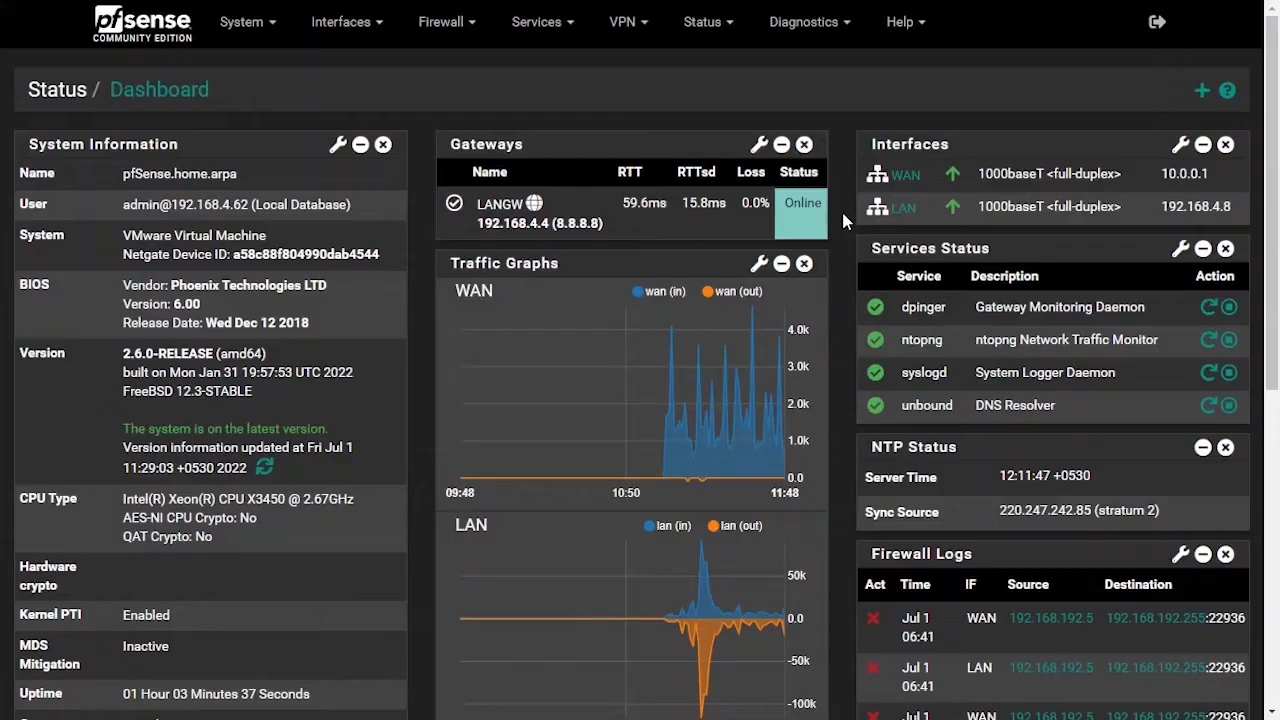 pfsense
COMMUNITY EDITION
System
Interfaces
Firewall
Services
VPN
Status
Diagnostics
Help
Status / Dashboard
System Information
Name pfSense.home.arpa
User admin@192.168.4.62 (Local Database)
System VMware Virtual Machine
Netgate Device ID: a58c88f804990dab4544
BIOS Vendor: Phoenix Technologies LTD
Version: 6.00
Release Date: Wed Dec 12 2018
Version 2.6.0-RELEASE (amd64)
built on Mon Jan 31 19:57:53 UTC 2022
FreeBSD 12.3-STABLE
The system is on the latest version.
Version Information updated at Fri Jul 1
11:29:03 +0530 2022
CPU Type Intel(R) Xeon(R) CPU X3450 @ 2.67GHz
AES-NI CPU Crypto: No
QAT Crypto: No
Hardware
crypto
Kernel PTI Enabled
MDS Inactive
Mitigation
Uptime 01 Hour 03 Minutes 37 Seconds
Gateways
Name RTT RTTsd Loss Status
LANGW 59.6ms 15.8ms 0.0% Online
192.168.4.4 (8.8.8.8)
Traffic Graphs
WAN
wan (in) wan (out)
4.0k
3.0k
2.0k
1.0k
0.0
09:48 10:50 11:48
LAN
lan (in) lan (out)
50k
0.0
-50k
-100k
Interfaces
WAN 1000baseT <full-duplex> 10.0.0.1
LAN 1000baseT <full-duplex> 192.168.4.8
Services Status
Service Description Action
dpinger Gateway Monitoring Daemon
ntopng ntopng Network Traffic Monitor
syslogd System Logger Daemon
unbound DNS Resolver
NTP Status
Server Time 12:11:47 +0530
Sync Source 220.247.242.85 (stratum 2)
Firewall Logs
Act Time IF Source Destination
Jul 1 WAN 192.168.192.5 192.168.192.255:22936
06:41
Jul 1 LAN 192.168.192.5 192.168.192.255:22936
06:41
Jul 1 WAN 192.168.192.5 192.168.192.255:22936